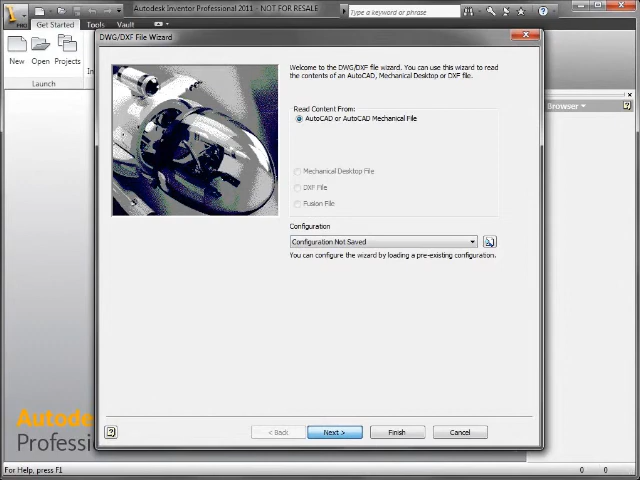 Autodesk Inventor Professional 2011 - NOT FOR RESALE
Type a keyword or phrase
PRO
Get Started
Tools
Vault
DWG/DXF File Wizard
New
Open
Projects
Launch
Welcome to the DWG/DXF file wizard. You can use this wizard to read
the contents of an AutoCAD, Mechanical Desktop or DXF file.
Read Content From:
AutoCAD or AutoCAD Mechanical File
Mechanical Desktop File
DXF File
Fusion File
Configuration
Configuration Not Saved
You can configure the wizard by loading a pre-existing configuration.
Browser
Autodes
Professi
< Back
Next >
Finish
Cancel
For Help, press F1
0
0